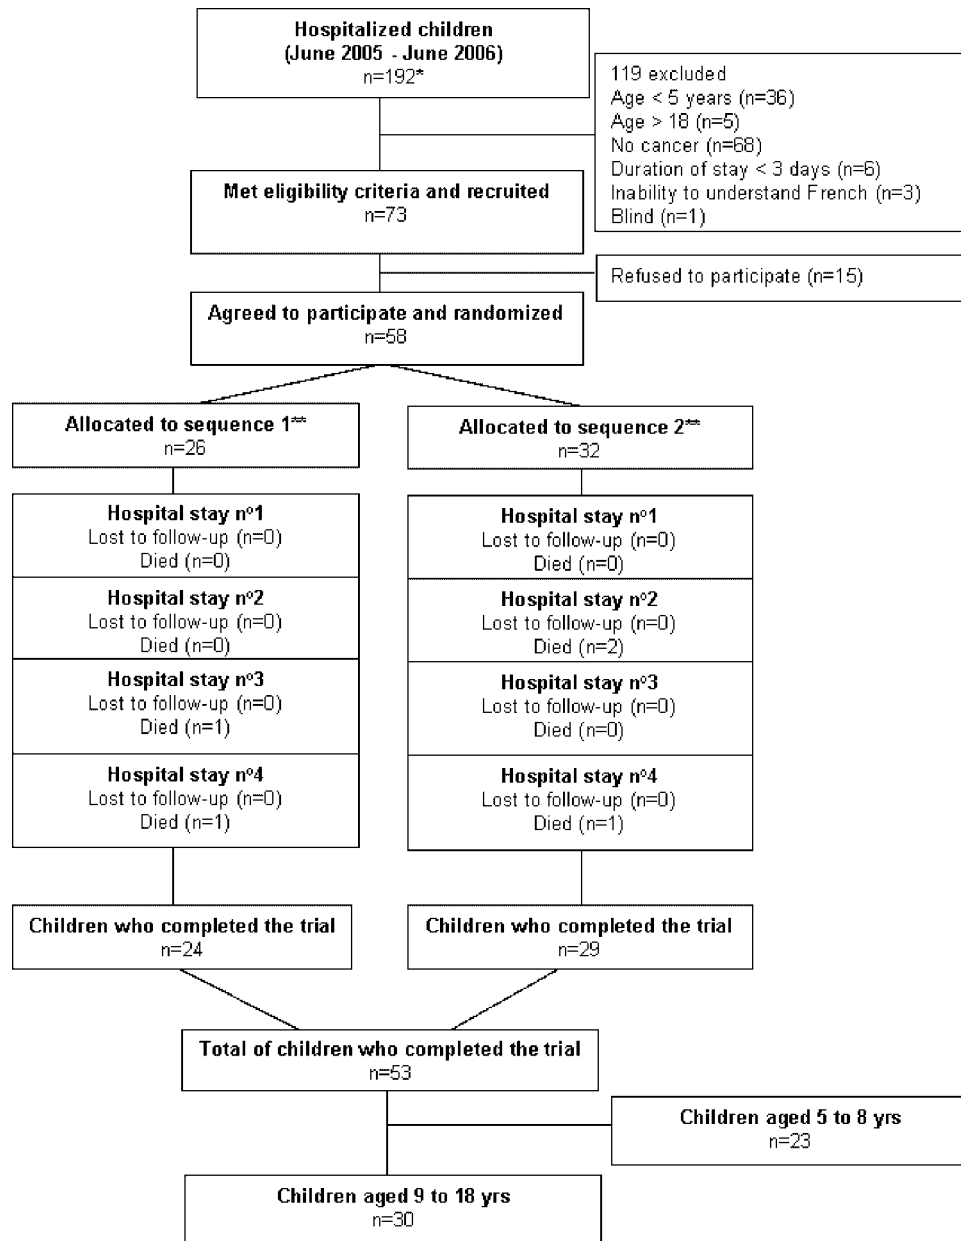 Hospitalized children
(June 2005 - June 2006)
n=192*
119 excluded
Age < 5 years (n=36)
Age > 18 (n=5)
No cancer (n=68)
Duration of stay < 3 days (n=6)
Inability to understand French (n=3)
Blind (n=1)
Met eligibility criteria and recruited
n=73
Refused to participate (n=15)
Agreed to participate and randomized
n=58
Allocated to sequence 1**
n=26
Allocated to sequence 2**
n=32
Hospital stay nº1
Lost to follow-up (n=0)
Died (n=0)
Hospital stay nº2
Lost to follow-up (n=0)
Died (n=0)
Hospital stay nº3
Lost to follow-up (n=0)
Died (n=1)
Hospital stay nº4
Lost to follow-up (n=0)
Died (n=1)
Hospital stay nº1
Lost to follow-up (n=0)
Died (n=0)
Hospital stay nº2
Lost to follow-up (n=0)
Died (n=2)
Hospital stay nº3
Lost to follow-up (n=0)
Died (n=0)
Hospital stay nº4
Lost to follow-up (n=0)
Died (n=1)
Children who completed the trial
n=24
Children who completed the trial
n=29
Total of children who completed the trial
n=53
Children aged 5 to 8 yrs
n=23
Children aged 9 to 18 yrs
n=30